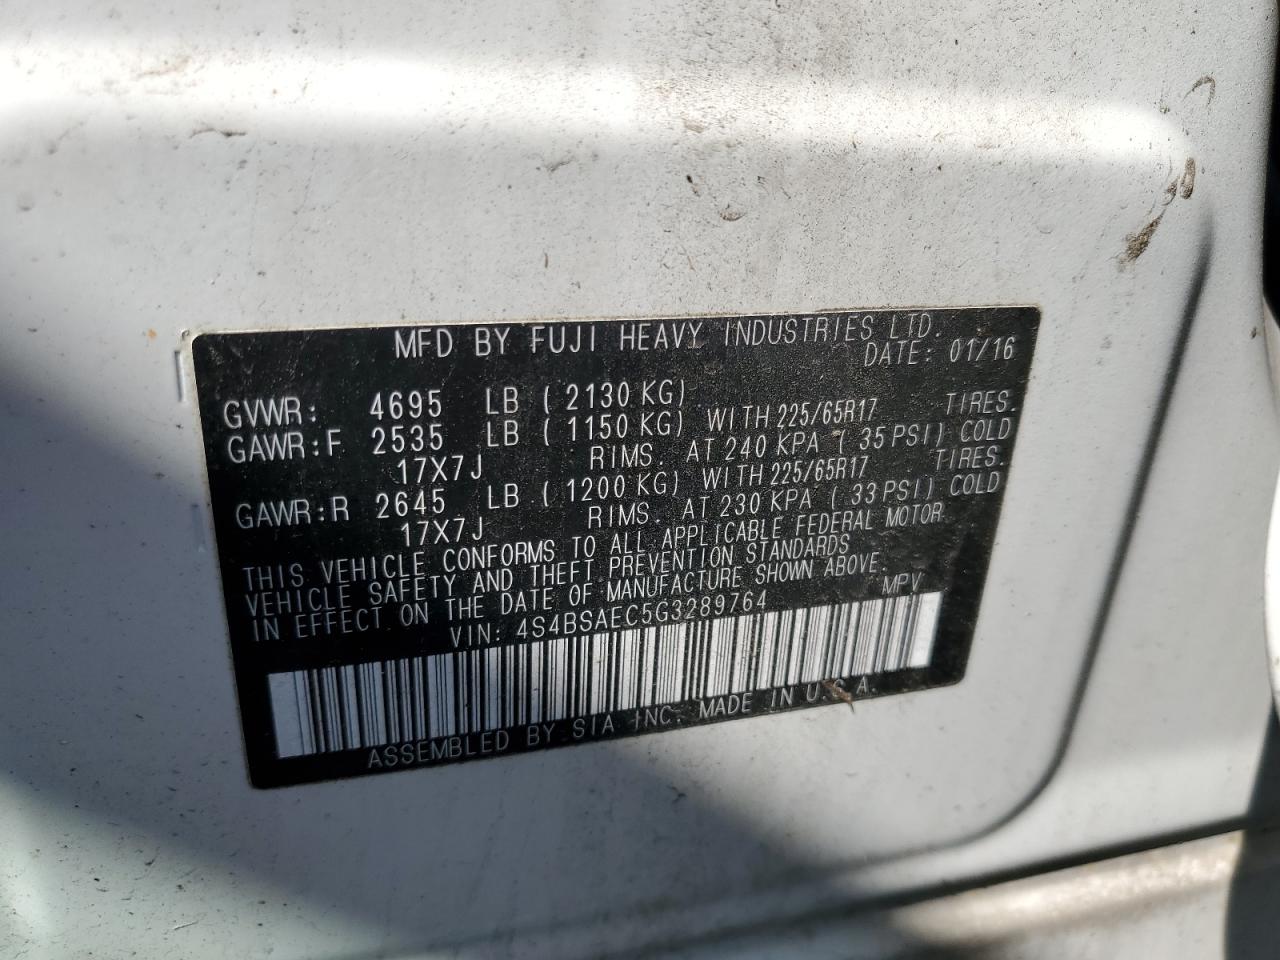 MFD BY FUJI HEAVY INDUSTRIES LTD.
DATE: 01/16
GVWR: 4695 LB ( 2130 KG)
GAWR:F 2535 LB ( 1150 KG) WITH 225/65R17 TIRES.
17X7J RIMS. AT 240 KPA ( 35 PSI) COLD
GAWR:R 2645 LB ( 1200 KG) WITH 225/65R17 TIRES.
17X7J RIMS. AT 230 KPA ( 33 PSI) COLD
THIS VEHICLE CONFORMS TO ALL APPLICABLE FEDERAL MOTOR
VEHICLE SAFETY AND THEFT PREVENTION STANDARDS
IN EFFECT ON THE DATE OF MANUFACTURE SHOWN ABOVE.
VIN: 4S4BSAEC5G3289764 MPV
ASSEMBLED BY SIA INC. MADE IN U.S.A.